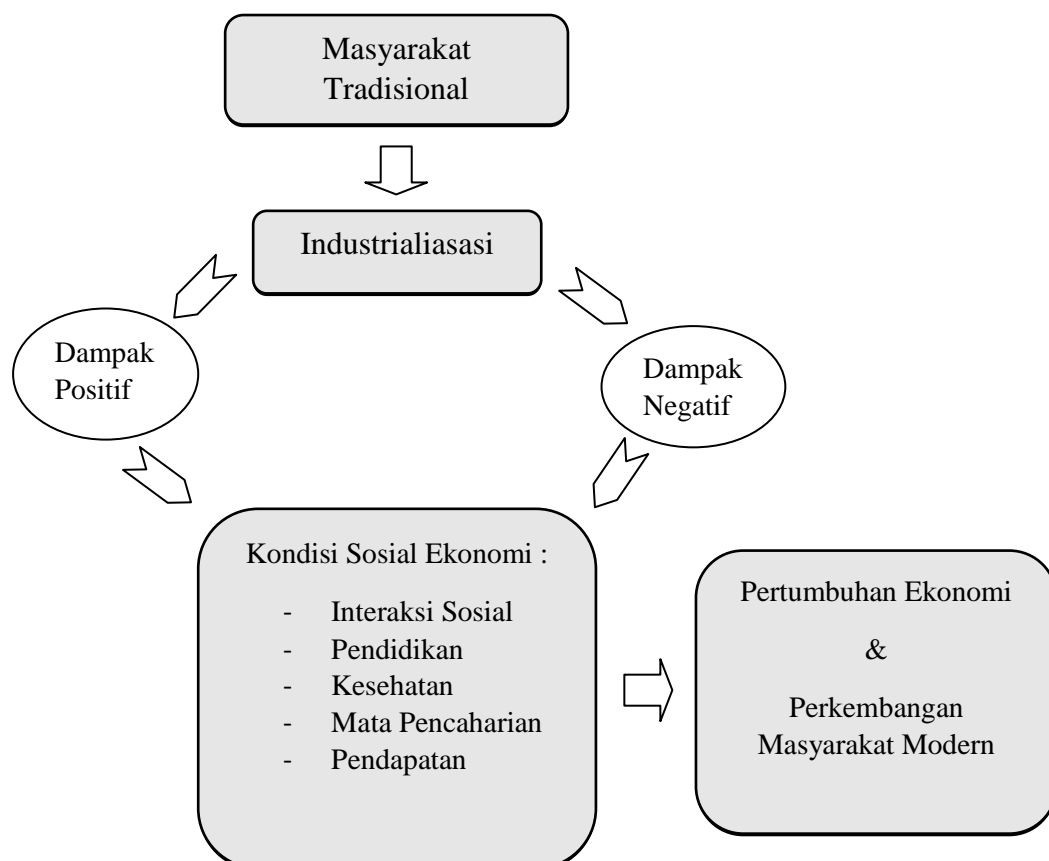 Masyarakat
Tradisional
Industrialiasasi
Dampak
Positif
Dampak
Negatif
Kondisi Sosial Ekonomi :
- Interaksi Sosial
- Pendidikan
- Kesehatan
- Mata Pencaharian
- Pendapatan
Pertumbuhan Ekonomi
&
Perkembangan
Masyarakat Modern